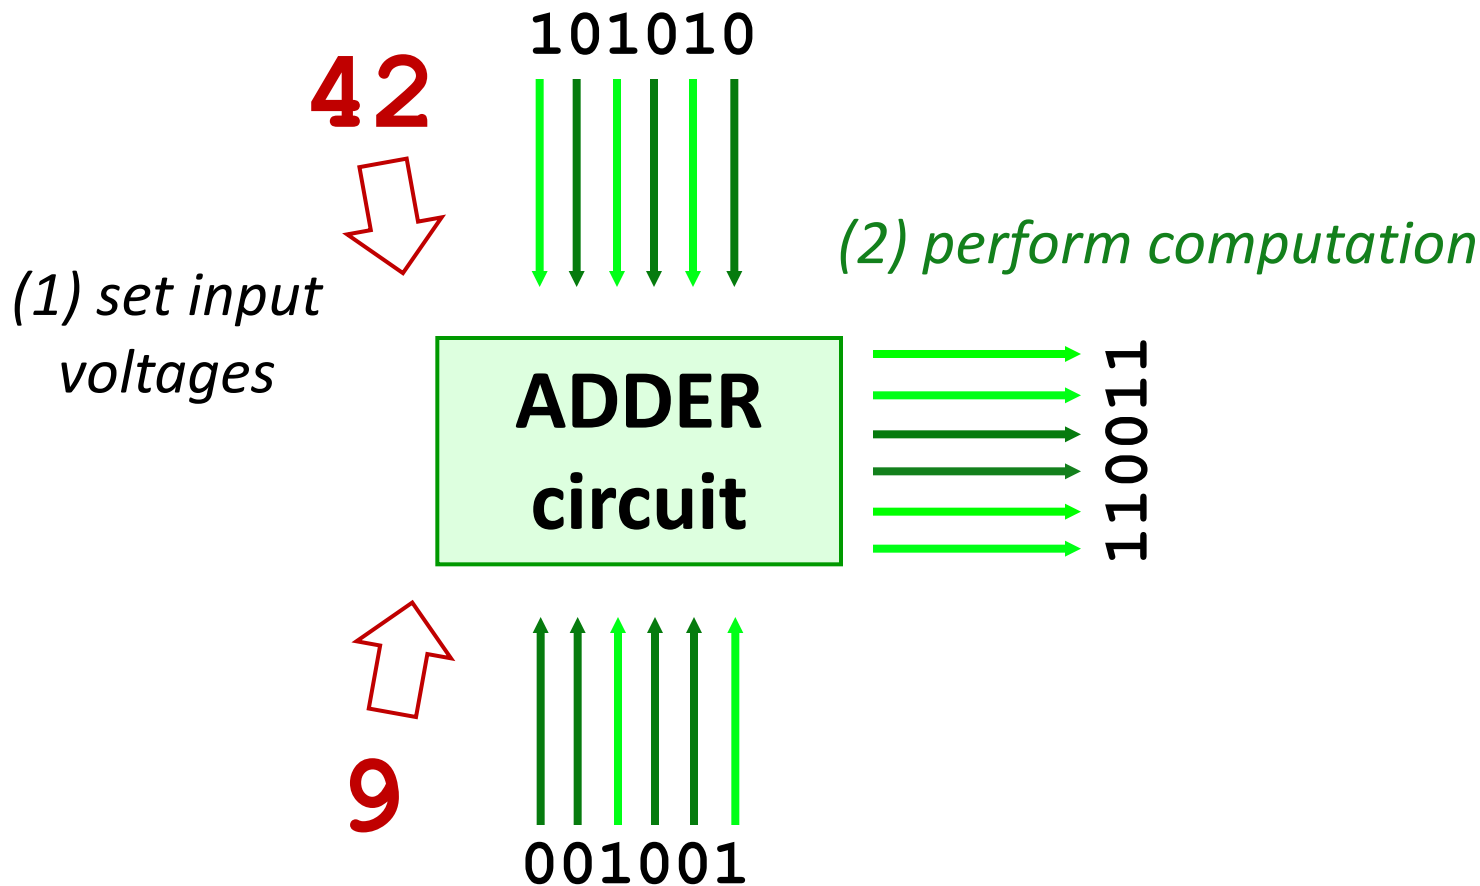 101010
42
(2) perform computation
(1) set input
voltages
ADDER
circuit
110011
9
001001